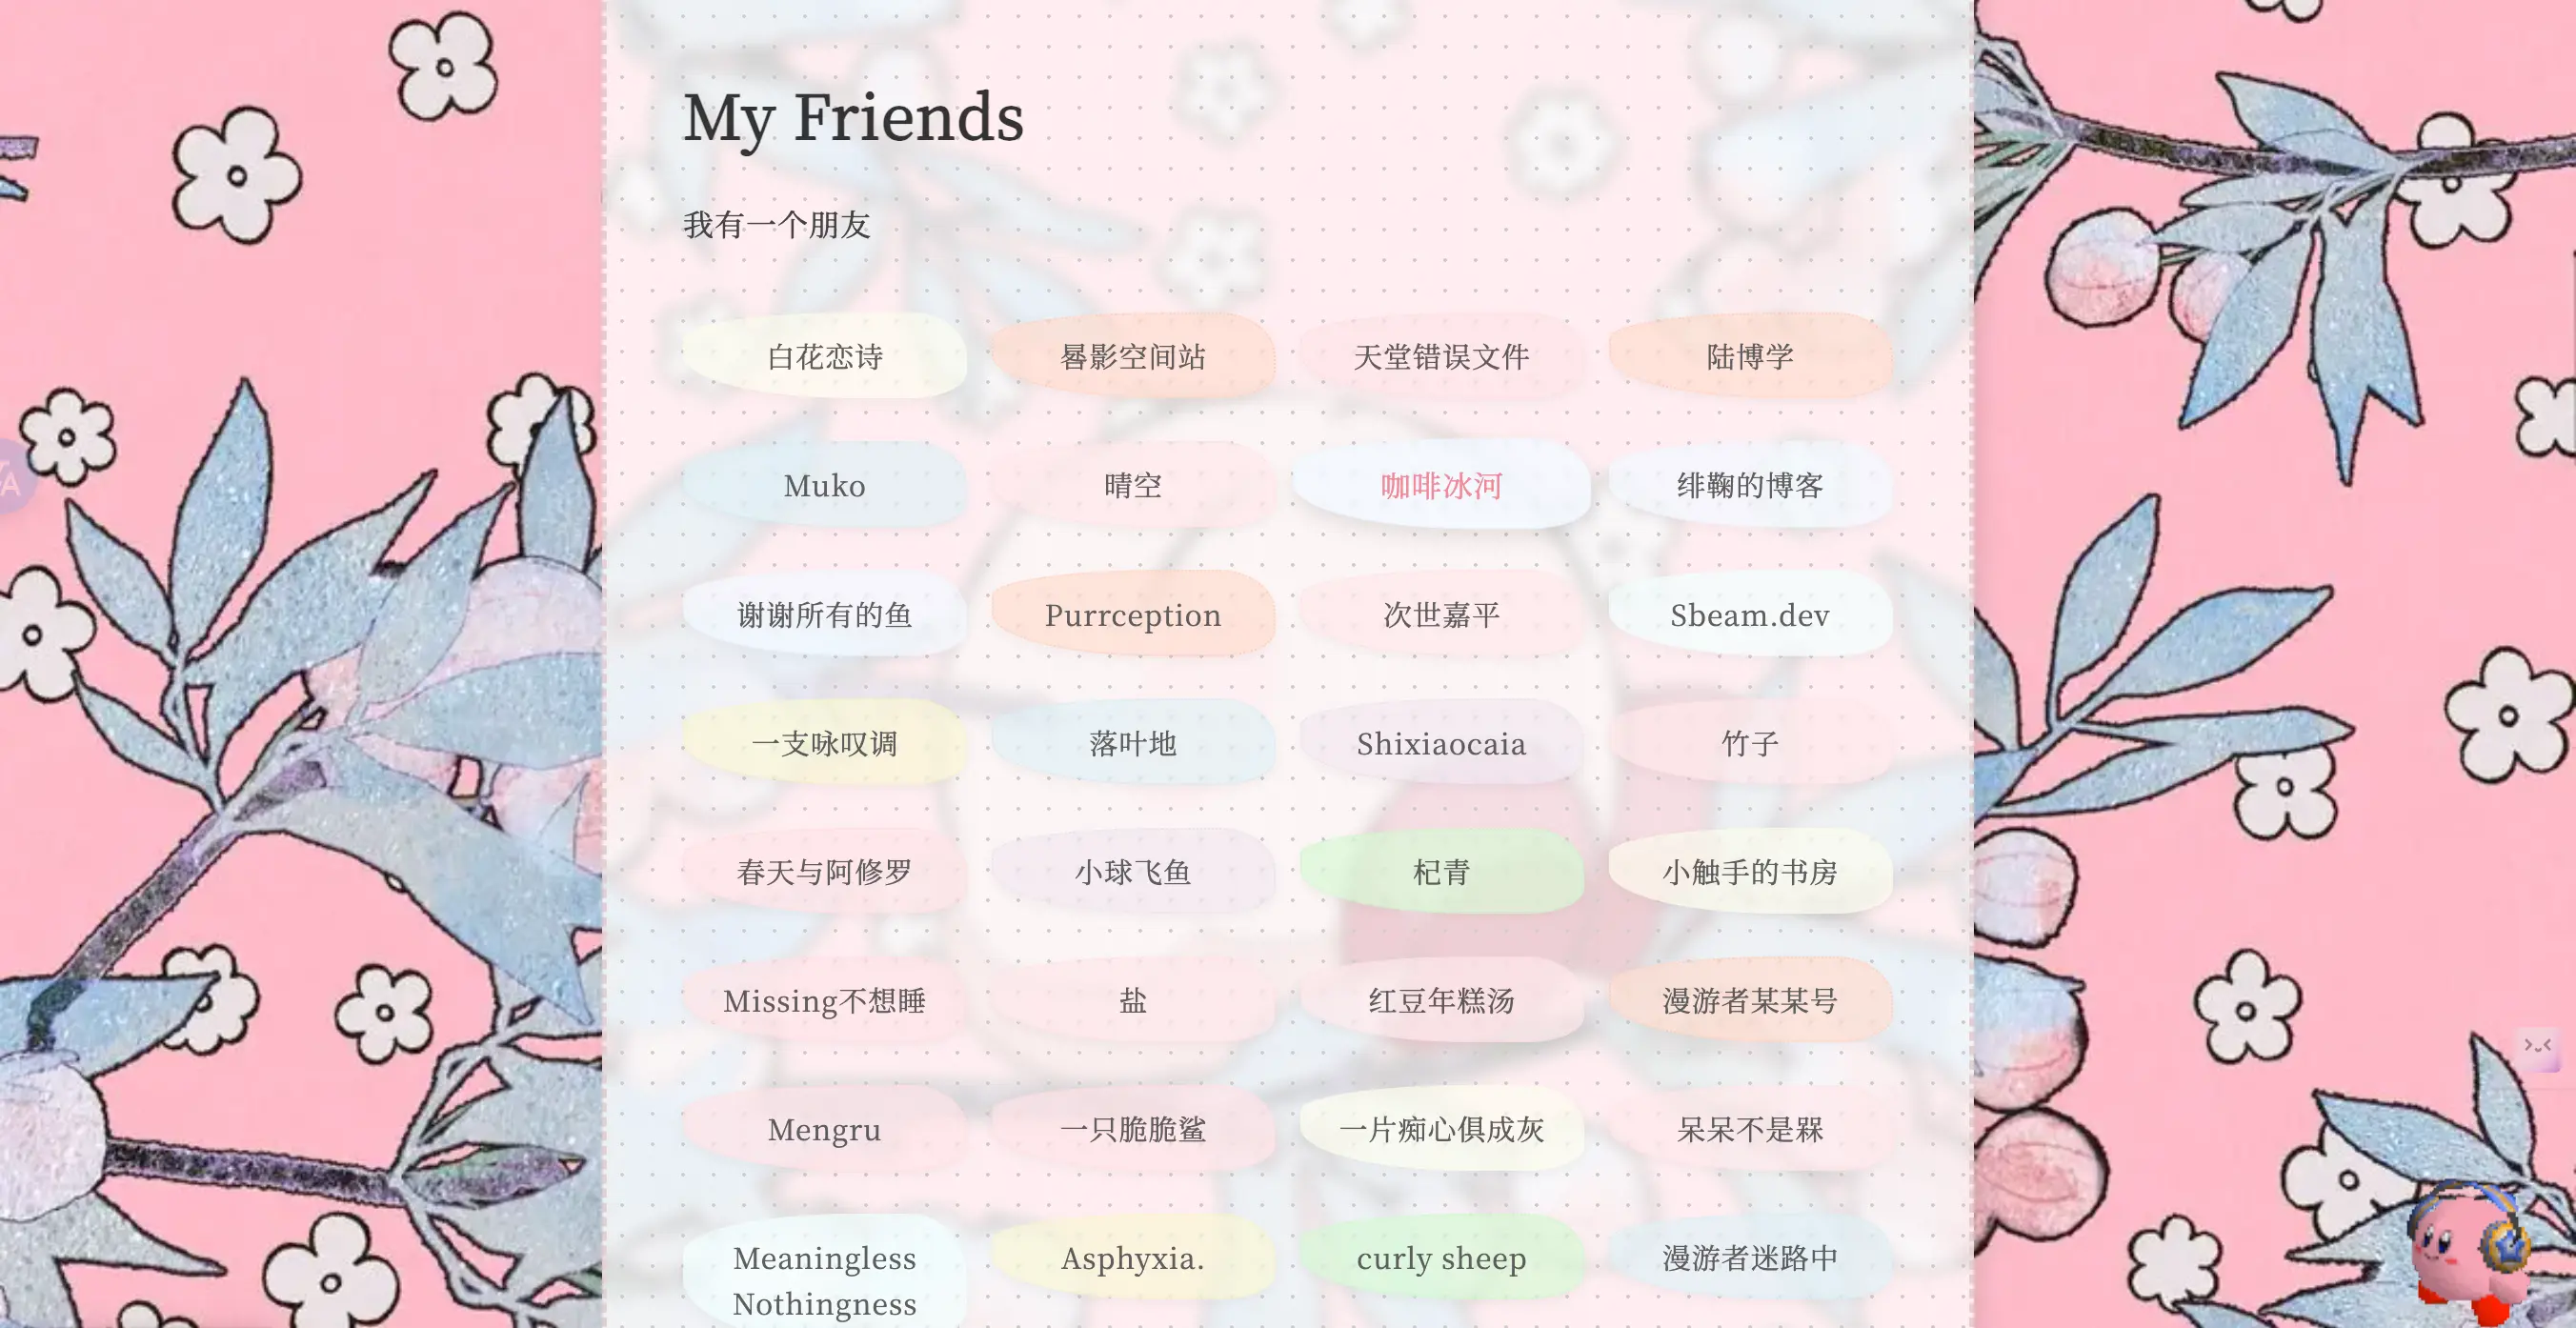 My Friends
我有一个朋友
白花恋诗
晷影空间站
天堂错误文件
陆博学
Muko
晴空
咖啡冰河
绯鞠的博客
谢谢所有的鱼
Purrception
次世嘉平
Sbeam.dev
一支咏叹调
落叶地
Shixiaocaia
竹子
春天与阿修罗
小球飞鱼
杞青
小触手的书房
Missing不想睡
盐
红豆年糕汤
漫游者某某号
Mengru
一只脆脆鲨
一片痴心俱成灰
呆呆不是槑
Meaningless
Nothingness
Asphyxia.
curly sheep
漫游者迷路中